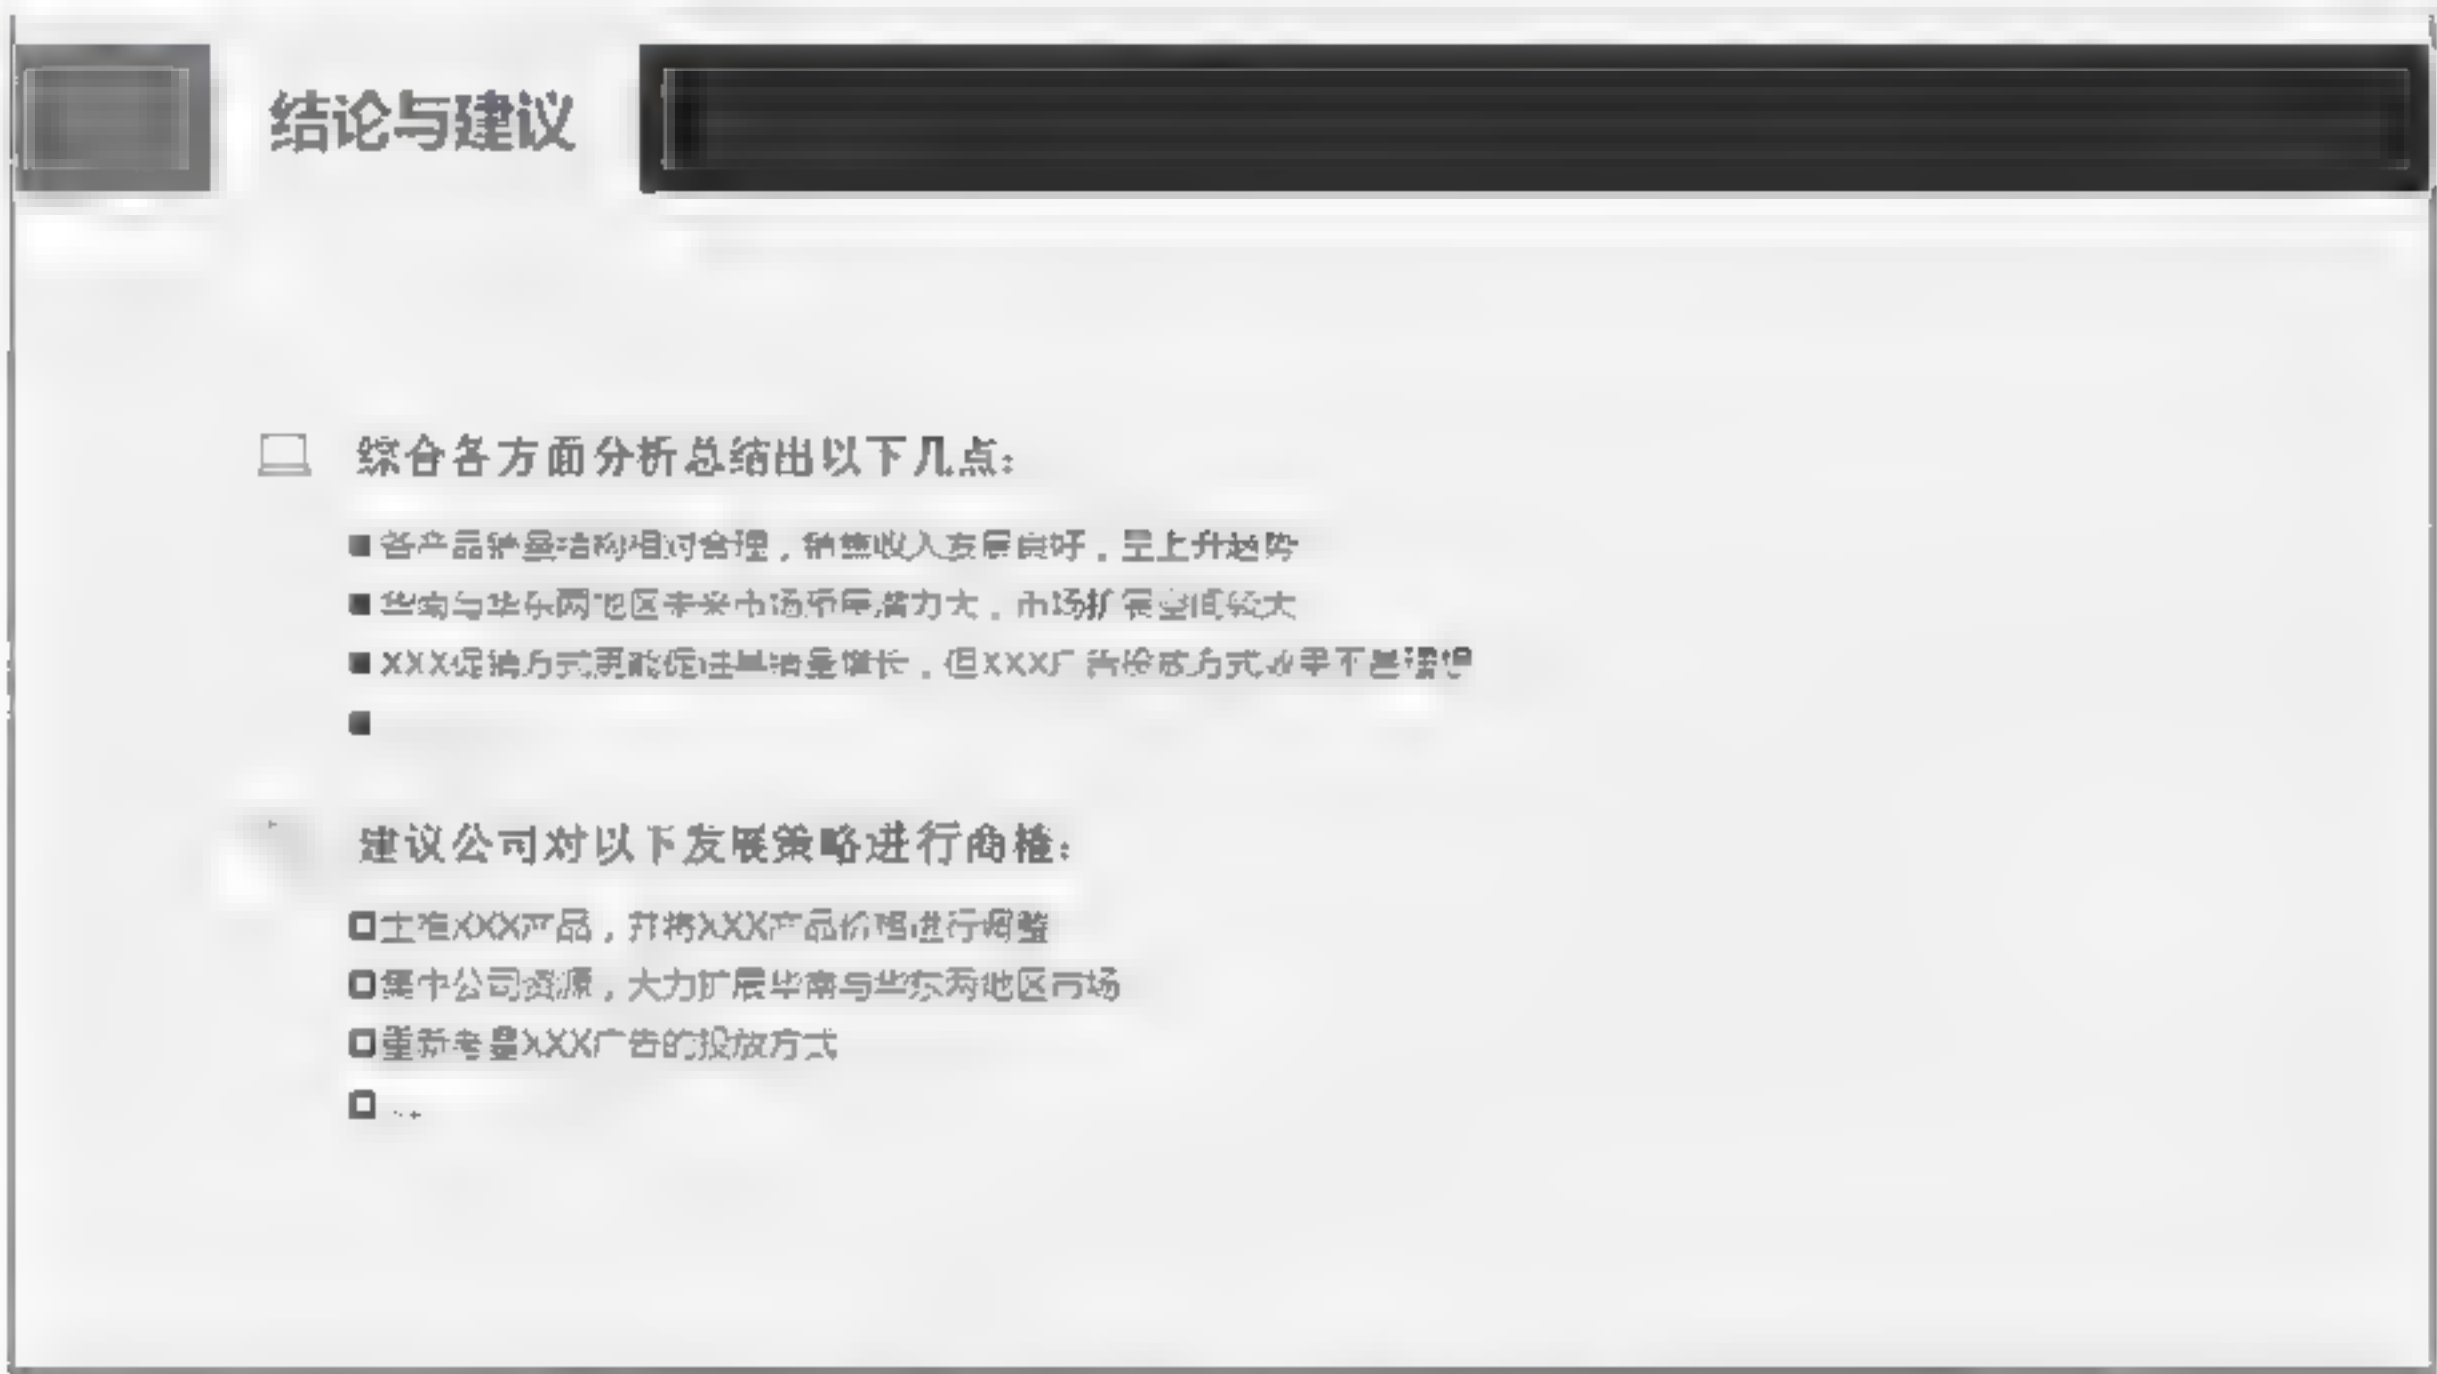 结论与建议
综合各方面分析总结出以下几点:
各产品销量结构相对合理,销售收入发展良好,呈上升趋势
华南与华东两地区未来市场拓展潜力大,市场扩展空间较大
XXX促销方式更能促进其销量增长,但XXX广告投放方式效果不甚理想
建议公司对以下发展策略进行商榷:
主推XXX产品,并将XXX产品价格进行调整
集中公司资源,大力扩展华南与华东两地区市场
重新考量XXX广告的投放方式